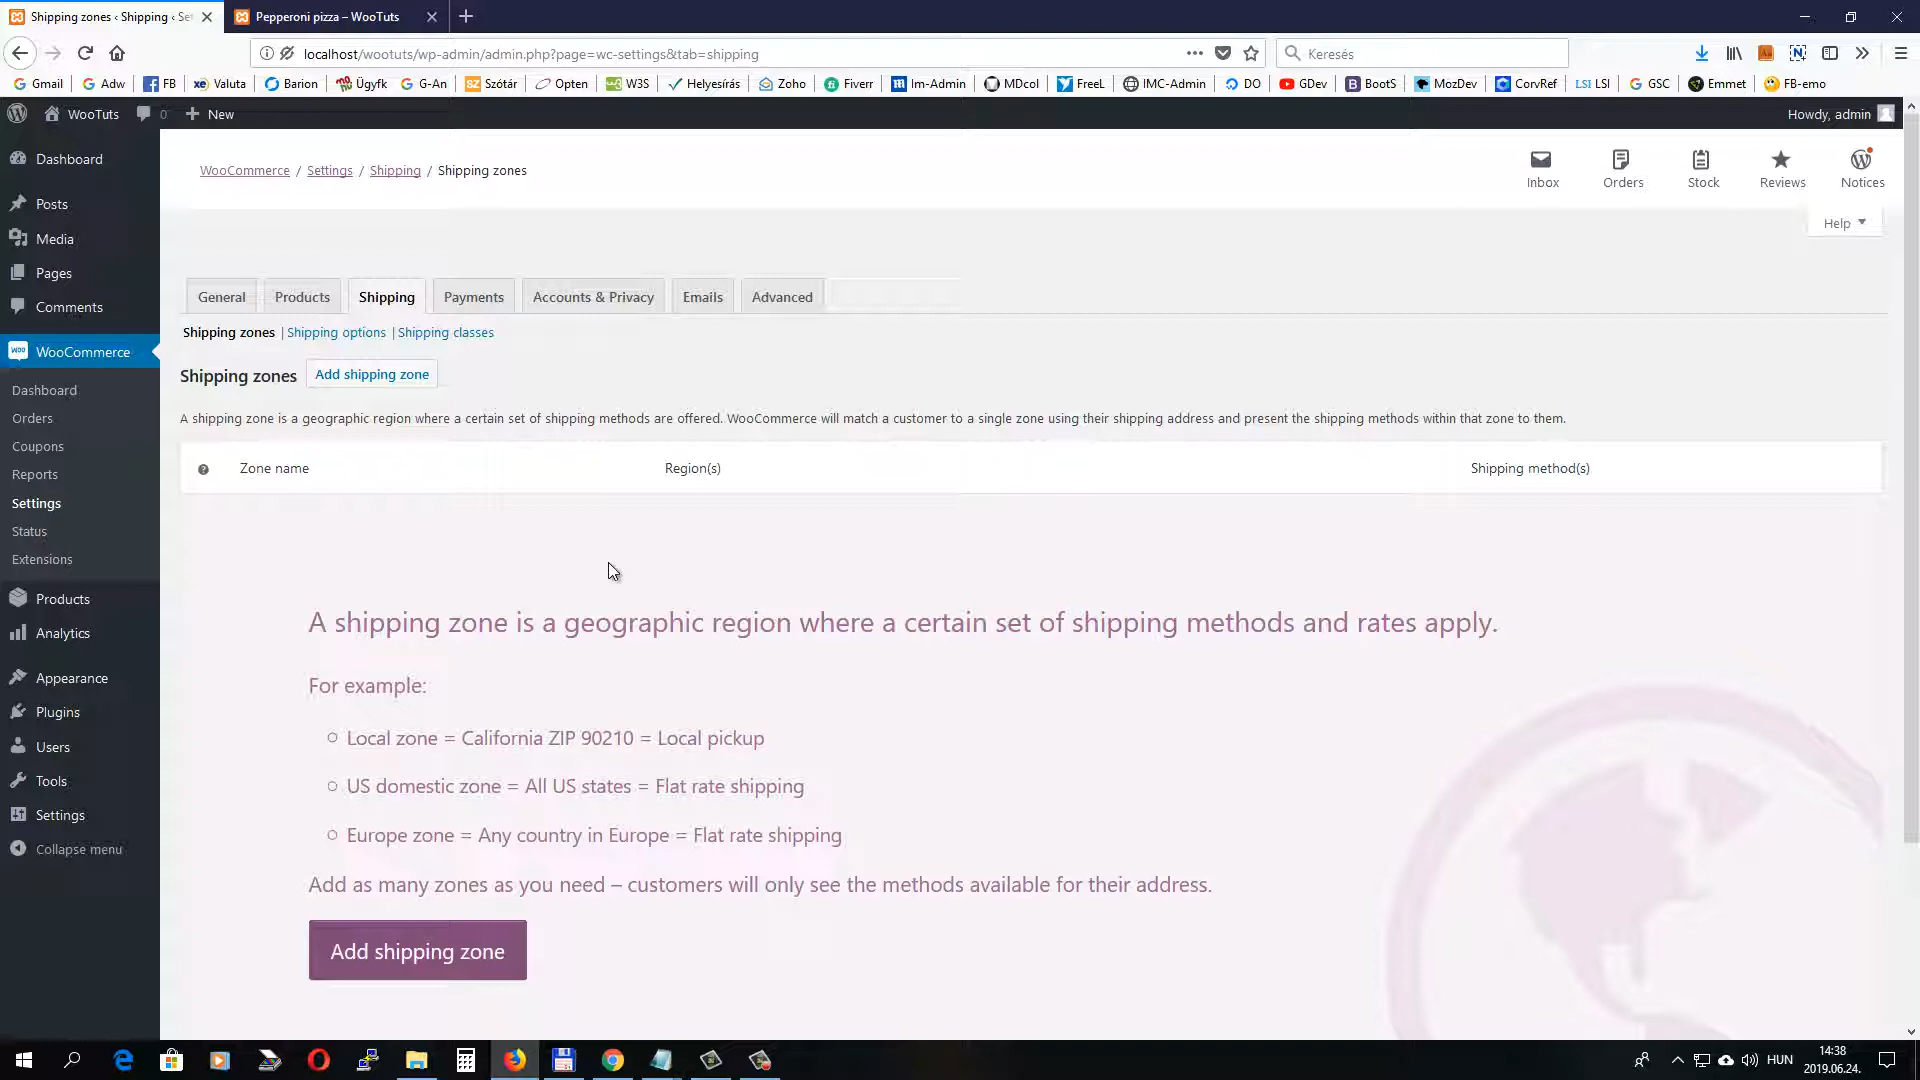 Shipping zones ‹ Shipping ‹ Se
Pepperoni pizza – WooTuts
localhost/wootuts/wp-admin/admin.php?page=wc-settings&tab=shipping
Keresés
Gmail
Adw
FB
Valuta
Barion
Ügyfk
G-An
Szótár
Opten
W3S
Helyesírás
Zoho
Fiverr
Im-Admin
MDcol
FreeL
IMC-Admin
DO
GDev
BootS
MozDev
CorvRef
LSI LSI
GSC
Emmet
FB-emo
WooTuts
0
New
Howdy, admin
Dashboard
Posts
Media
Pages
Comments
WooCommerce
Dashboard
Orders
Coupons
Reports
Settings
Status
Extensions
Products
Analytics
Appearance
Plugins
Users
Tools
Settings
Collapse menu
WooCommerce / Settings / Shipping / Shipping zones
Inbox
Orders
Stock
Reviews
Notices
Help
General
Products
Shipping
Payments
Accounts & Privacy
Emails
Advanced
Shipping zones | Shipping options | Shipping classes
Shipping zones
Add shipping zone
A shipping zone is a geographic region where a certain set of shipping methods are offered. WooCommerce will match a customer to a single zone using their shipping address and present the shipping methods within that zone to them.
Zone name
Region(s)
Shipping method(s)
A shipping zone is a geographic region where a certain set of shipping methods and rates apply.
For example:
Local zone = California ZIP 90210 = Local pickup
US domestic zone = All US states = Flat rate shipping
Europe zone = Any country in Europe = Flat rate shipping
Add as many zones as you need – customers will only see the methods available for their address.
Add shipping zone
HUN
14:38
2019.06.24.